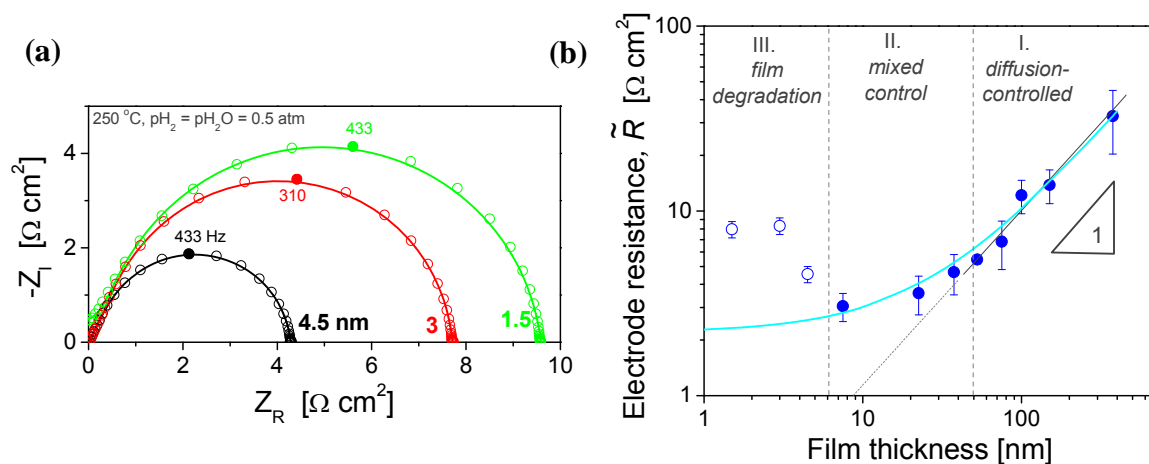 (a)
250 °C, pH₂ = pH₂O = 0.5 atm
433
310
433 Hz
4.5 nm
3
1.5
-Z_I [Ω cm²]
4
2
0
0 2 4 6 8 10
Z_R [Ω cm²]
(b)
Electrode resistance, R̃ [Ω cm²]
100
10
1
III.
film
degradation
II.
mixed
control
I.
diffusion-
controlled
1
1 10 100
Film thickness [nm]